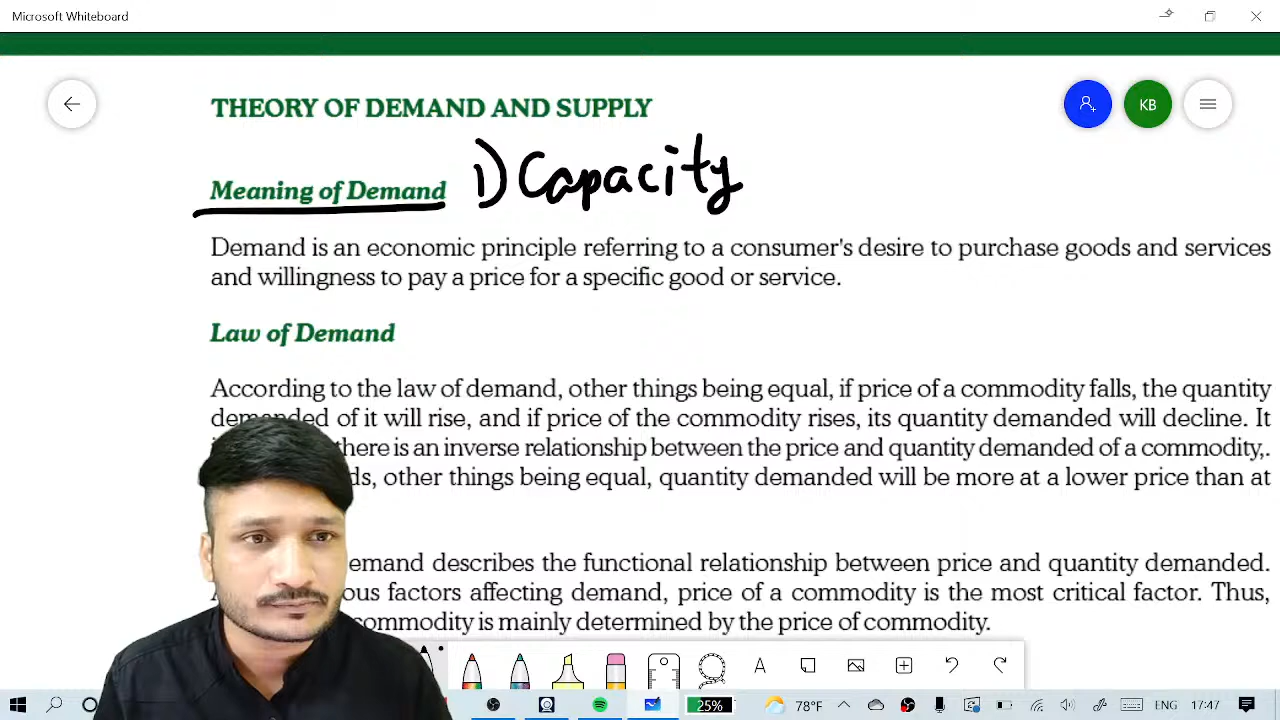 Microsoft Whiteboard
THEORY OF DEMAND AND SUPPLY
KB
1) Capacity
Meaning of Demand
Demand is an economic principle referring to a consumer's desire to purchase goods and services
and willingness to pay a price for a specific good or service.
Law of Demand
According to the law of demand, other things being equal, if price of a commodity falls, the quantity
demanded of it will rise, and if price of the commodity rises, its quantity demanded will decline. It
there is an inverse relationship between the price and quantity demanded of a commodity,.
other things being equal, quantity demanded will be more at a lower price than at
emand describes the functional relationship between price and quantity demanded.
factors affecting demand, price of a commodity is the most critical factor. Thus,
commodity is mainly determined by the price of commodity.
A
25%
78°F
ENG
17:47